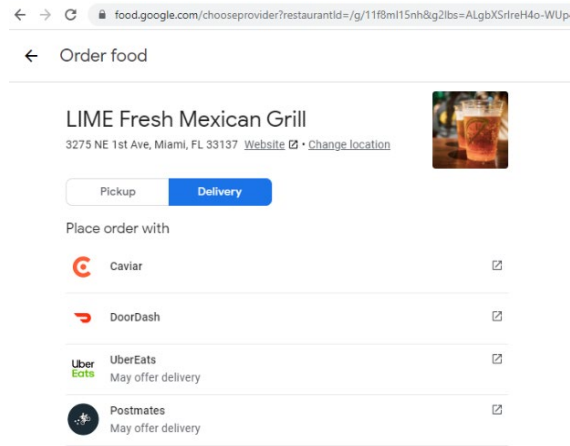 food.google.com/chooseprovider?restaurantId=/g/11f8ml15nh&g2lbs=ALgbXSrIreH4o-WUp
Order food
LIME Fresh Mexican Grill
3275 NE 1st Ave, Miami, FL 33137 Website • Change location
Pickup Delivery
Place order with
Caviar
DoorDash
Uber Eats
UberEats
May offer delivery
Postmates
May offer delivery